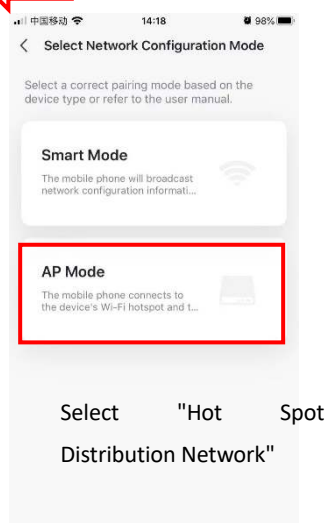 中国移动 14:18 98%
Select Network Configuration Mode
Select a correct pairing mode based on the
device type or refer to the user manual.
Smart Mode
The mobile phone will broadcast
network configuration informati...
AP Mode
The mobile phone connects to
the device's Wi-Fi hotspot and t...
Select "Hot Spot
Distribution Network"